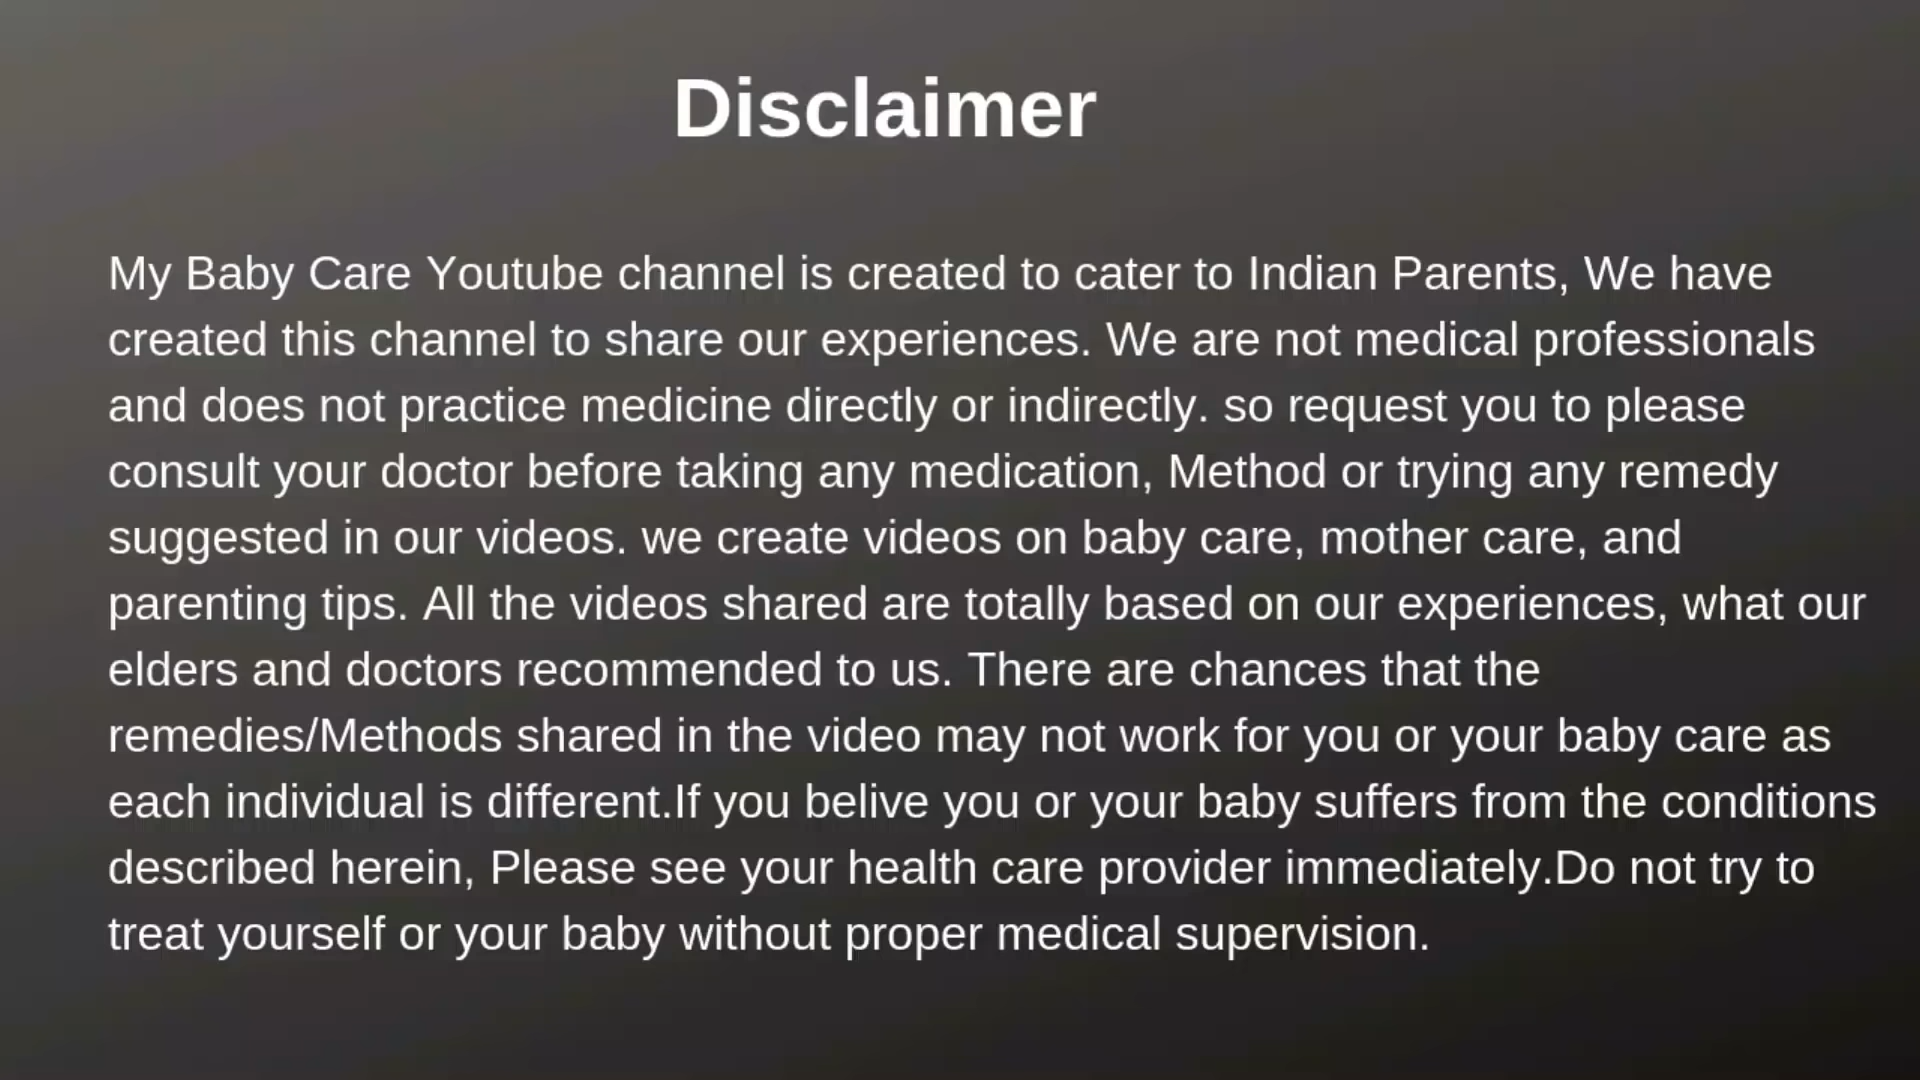 Disclaimer
My Baby Care Youtube channel is created to cater to Indian Parents, We have
created this channel to share our experiences. We are not medical professionals
and does not practice medicine directly or indirectly. so request you to please
consult your doctor before taking any medication, Method or trying any remedy
suggested in our videos. we create videos on baby care, mother care, and
parenting tips. All the videos shared are totally based on our experiences, what our
elders and doctors recommended to us. There are chances that the
remedies/Methods shared in the video may not work for you or your baby care as
each individual is different.If you belive you or your baby suffers from the conditions
described herein, Please see your health care provider immediately.Do not try to
treat yourself or your baby without proper medical supervision.